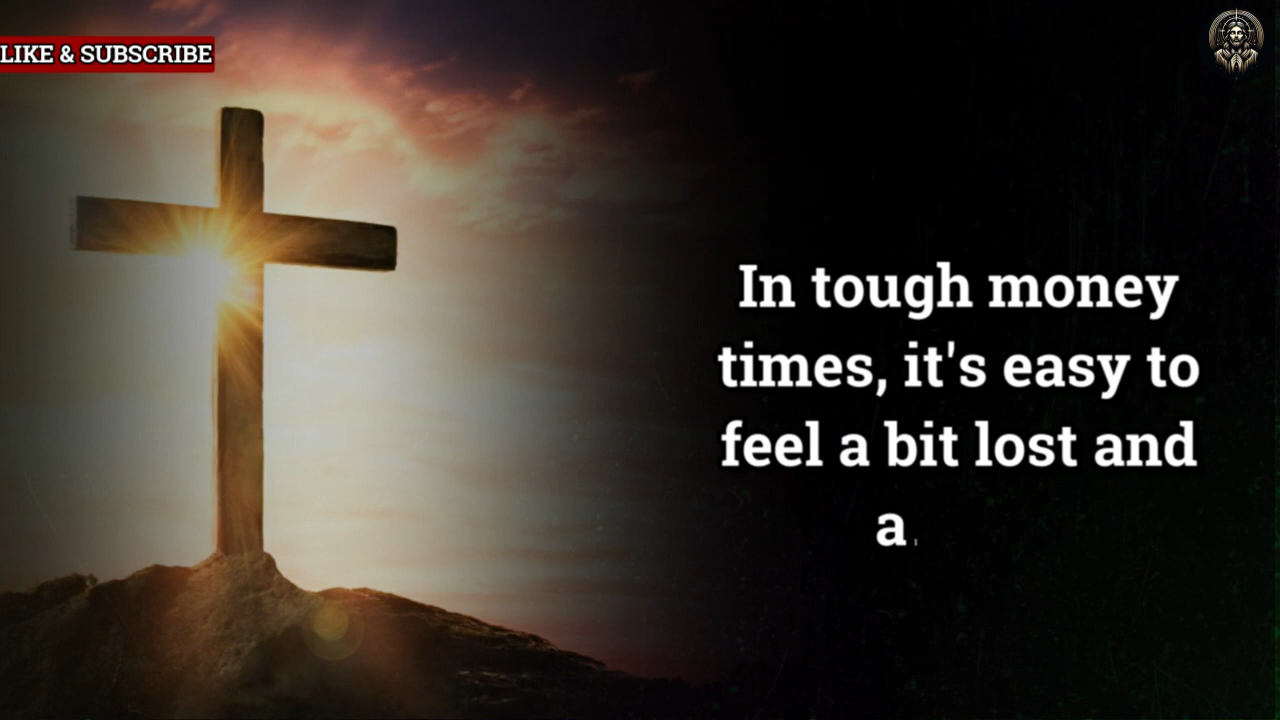 LIKE & SUBSCRIBE
In tough money
times, it's easy to
feel a bit lost and
a